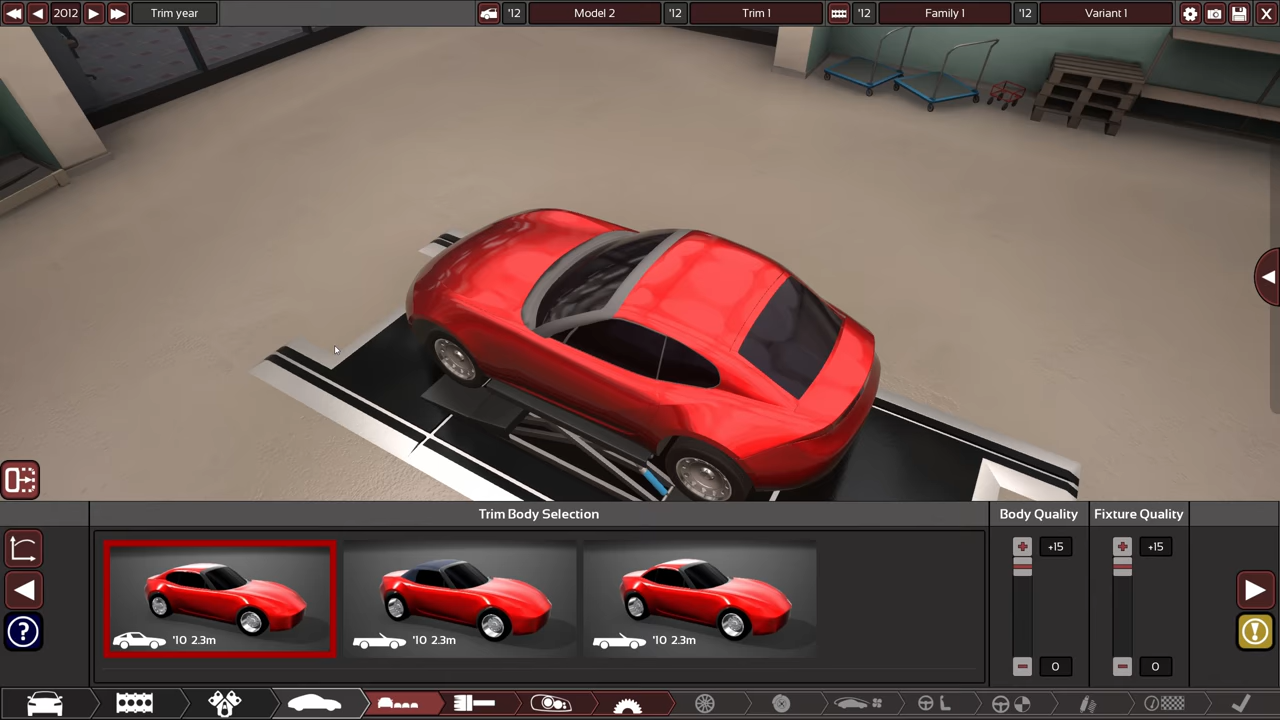 2012 Trim year '12 Model 2 '12 Trim 1 '12 Family 1 '12 Variant 1
Trim Body Selection Body Quality Fixture Quality
+15 +15
'10 2.3m '10 2.3m '10 2.3m
0 0